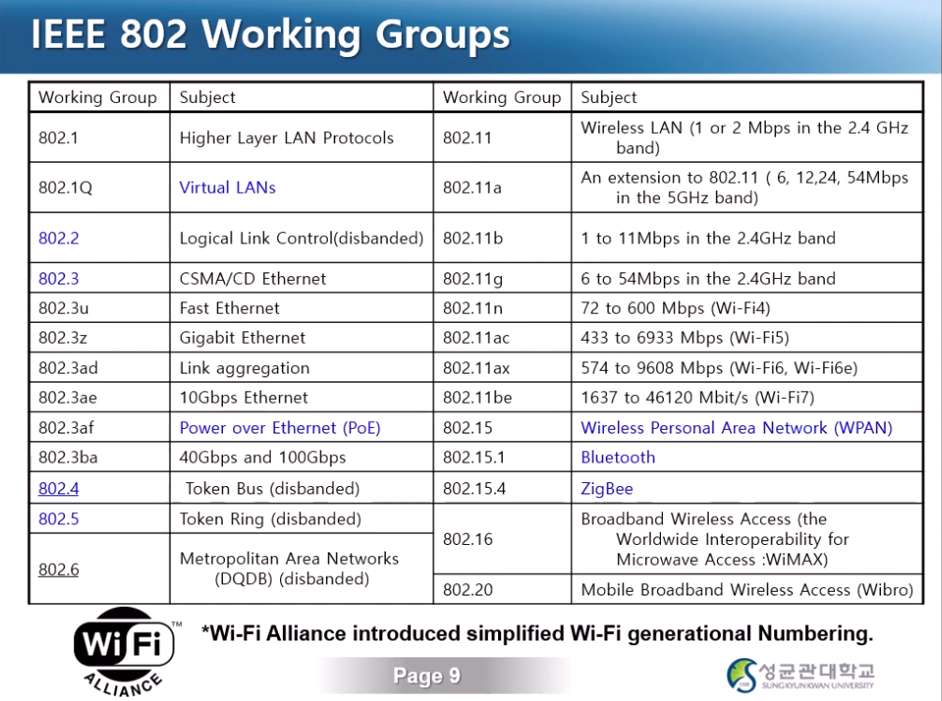 IEEE 802 Working Groups
Working Group Subject Working Group Subject
802.1 Higher Layer LAN Protocols 802.11 Wireless LAN (1 or 2 Mbps in the 2.4 GHz
band)
802.1Q Virtual LANs 802.11a An extension to 802.11 ( 6, 12,24, 54Mbps
in the 5GHz band)
802.2 Logical Link Control(disbanded) 802.11b 1 to 11Mbps in the 2.4GHz band
802.3 CSMA/CD Ethernet 802.11g 6 to 54Mbps in the 2.4GHz band
802.3u Fast Ethernet 802.11n 72 to 600 Mbps (Wi-Fi4)
802.3z Gigabit Ethernet 802.11ac 433 to 6933 Mbps (Wi-Fi5)
802.3ad Link aggregation 802.11ax 574 to 9608 Mbps (Wi-Fi6, Wi-Fi6e)
802.3ae 10Gbps Ethernet 802.11be 1637 to 46120 Mbit/s (Wi-Fi7)
802.3af Power over Ethernet (PoE) 802.15 Wireless Personal Area Network (WPAN)
802.3ba 40Gbps and 100Gbps 802.15.1 Bluetooth
802.4 Token Bus (disbanded) 802.15.4 ZigBee
802.5 Token Ring (disbanded) 802.16 Broadband Wireless Access (the
Worldwide Interoperability for
Microwave Access :WiMAX)
802.6 Metropolitan Area Networks
(DQDB) (disbanded)
802.20 Mobile Broadband Wireless Access (Wibro)
Wi Fi TM
ALLIANCE
*Wi-Fi Alliance introduced simplified Wi-Fi generational Numbering.
Page 9
성균관대학교
SUNGKYUNKWAN UNIVERSITY